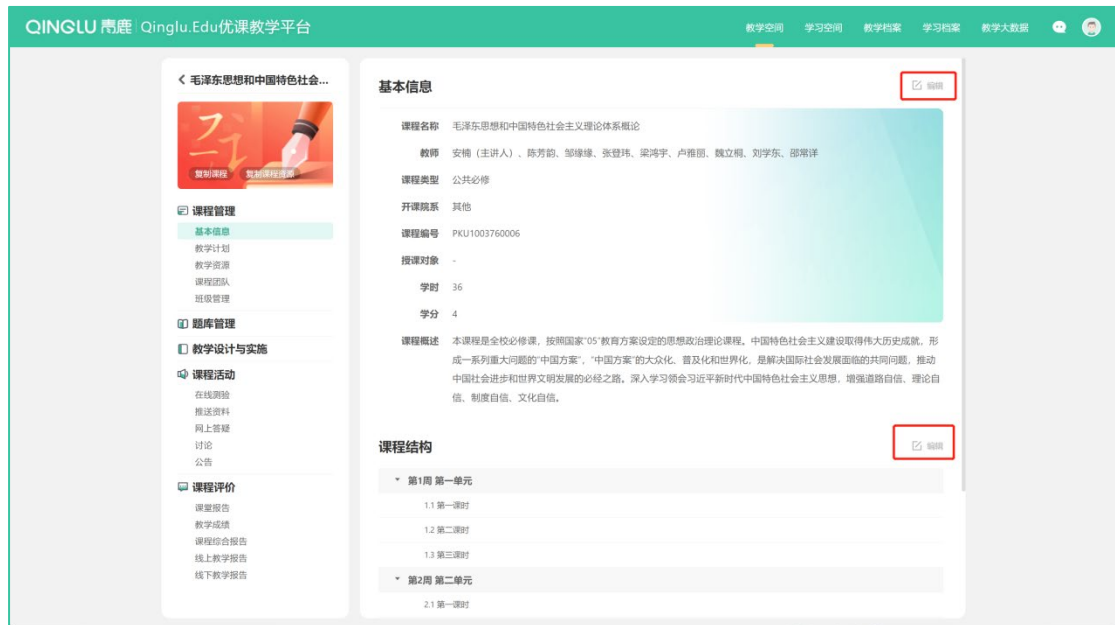 QINGLU 青鹿 Qinglu.Edu优课教学平台
教学空间 学习空间 教学档案 学习档案 教学大数据
毛泽东思想和中国特色社会...
复制课程 复制课程资源
课程管理
基本信息
教学计划
教学资源
课程团队
班级管理
题库管理
教学设计与实施
课程活动
在线测验
推送资料
网上答疑
讨论
公告
课程评价
课堂报告
教学成绩
课程综合报告
线上教学报告
线下教学报告
基本信息
编辑
课程名称 毛泽东思想和中国特色社会主义理论体系概论
教师 安楠（主讲人）、陈芳韵、邹缘缘、张登玮、梁鸿宇、卢雅丽、魏立桐、刘学东、邵常洋
课程类型 公共必修
开课院系 其他
课程编号 PKU1003760006
授课对象 -
学时 36
学分 4
课程概述 本课程是全校必修课，按照国家"05"教育方案设定的思想政治理论课程。中国特色社会主义建设取得伟大历史成就，形
成一系列重大问题的"中国方案"，"中国方案"的大众化、普及化和世界化，是解决国际社会发展面临的共同问题，推动
中国社会进步和世界文明发展的必经之路。深入学习领会习近平新时代中国特色社会主义思想，增强道路自信、理论自
信、制度自信、文化自信。
课程结构
编辑
第1周 第一单元
1.1 第一课时
1.2 第二课时
1.3 第三课时
第2周 第二单元
2.1 第一课时